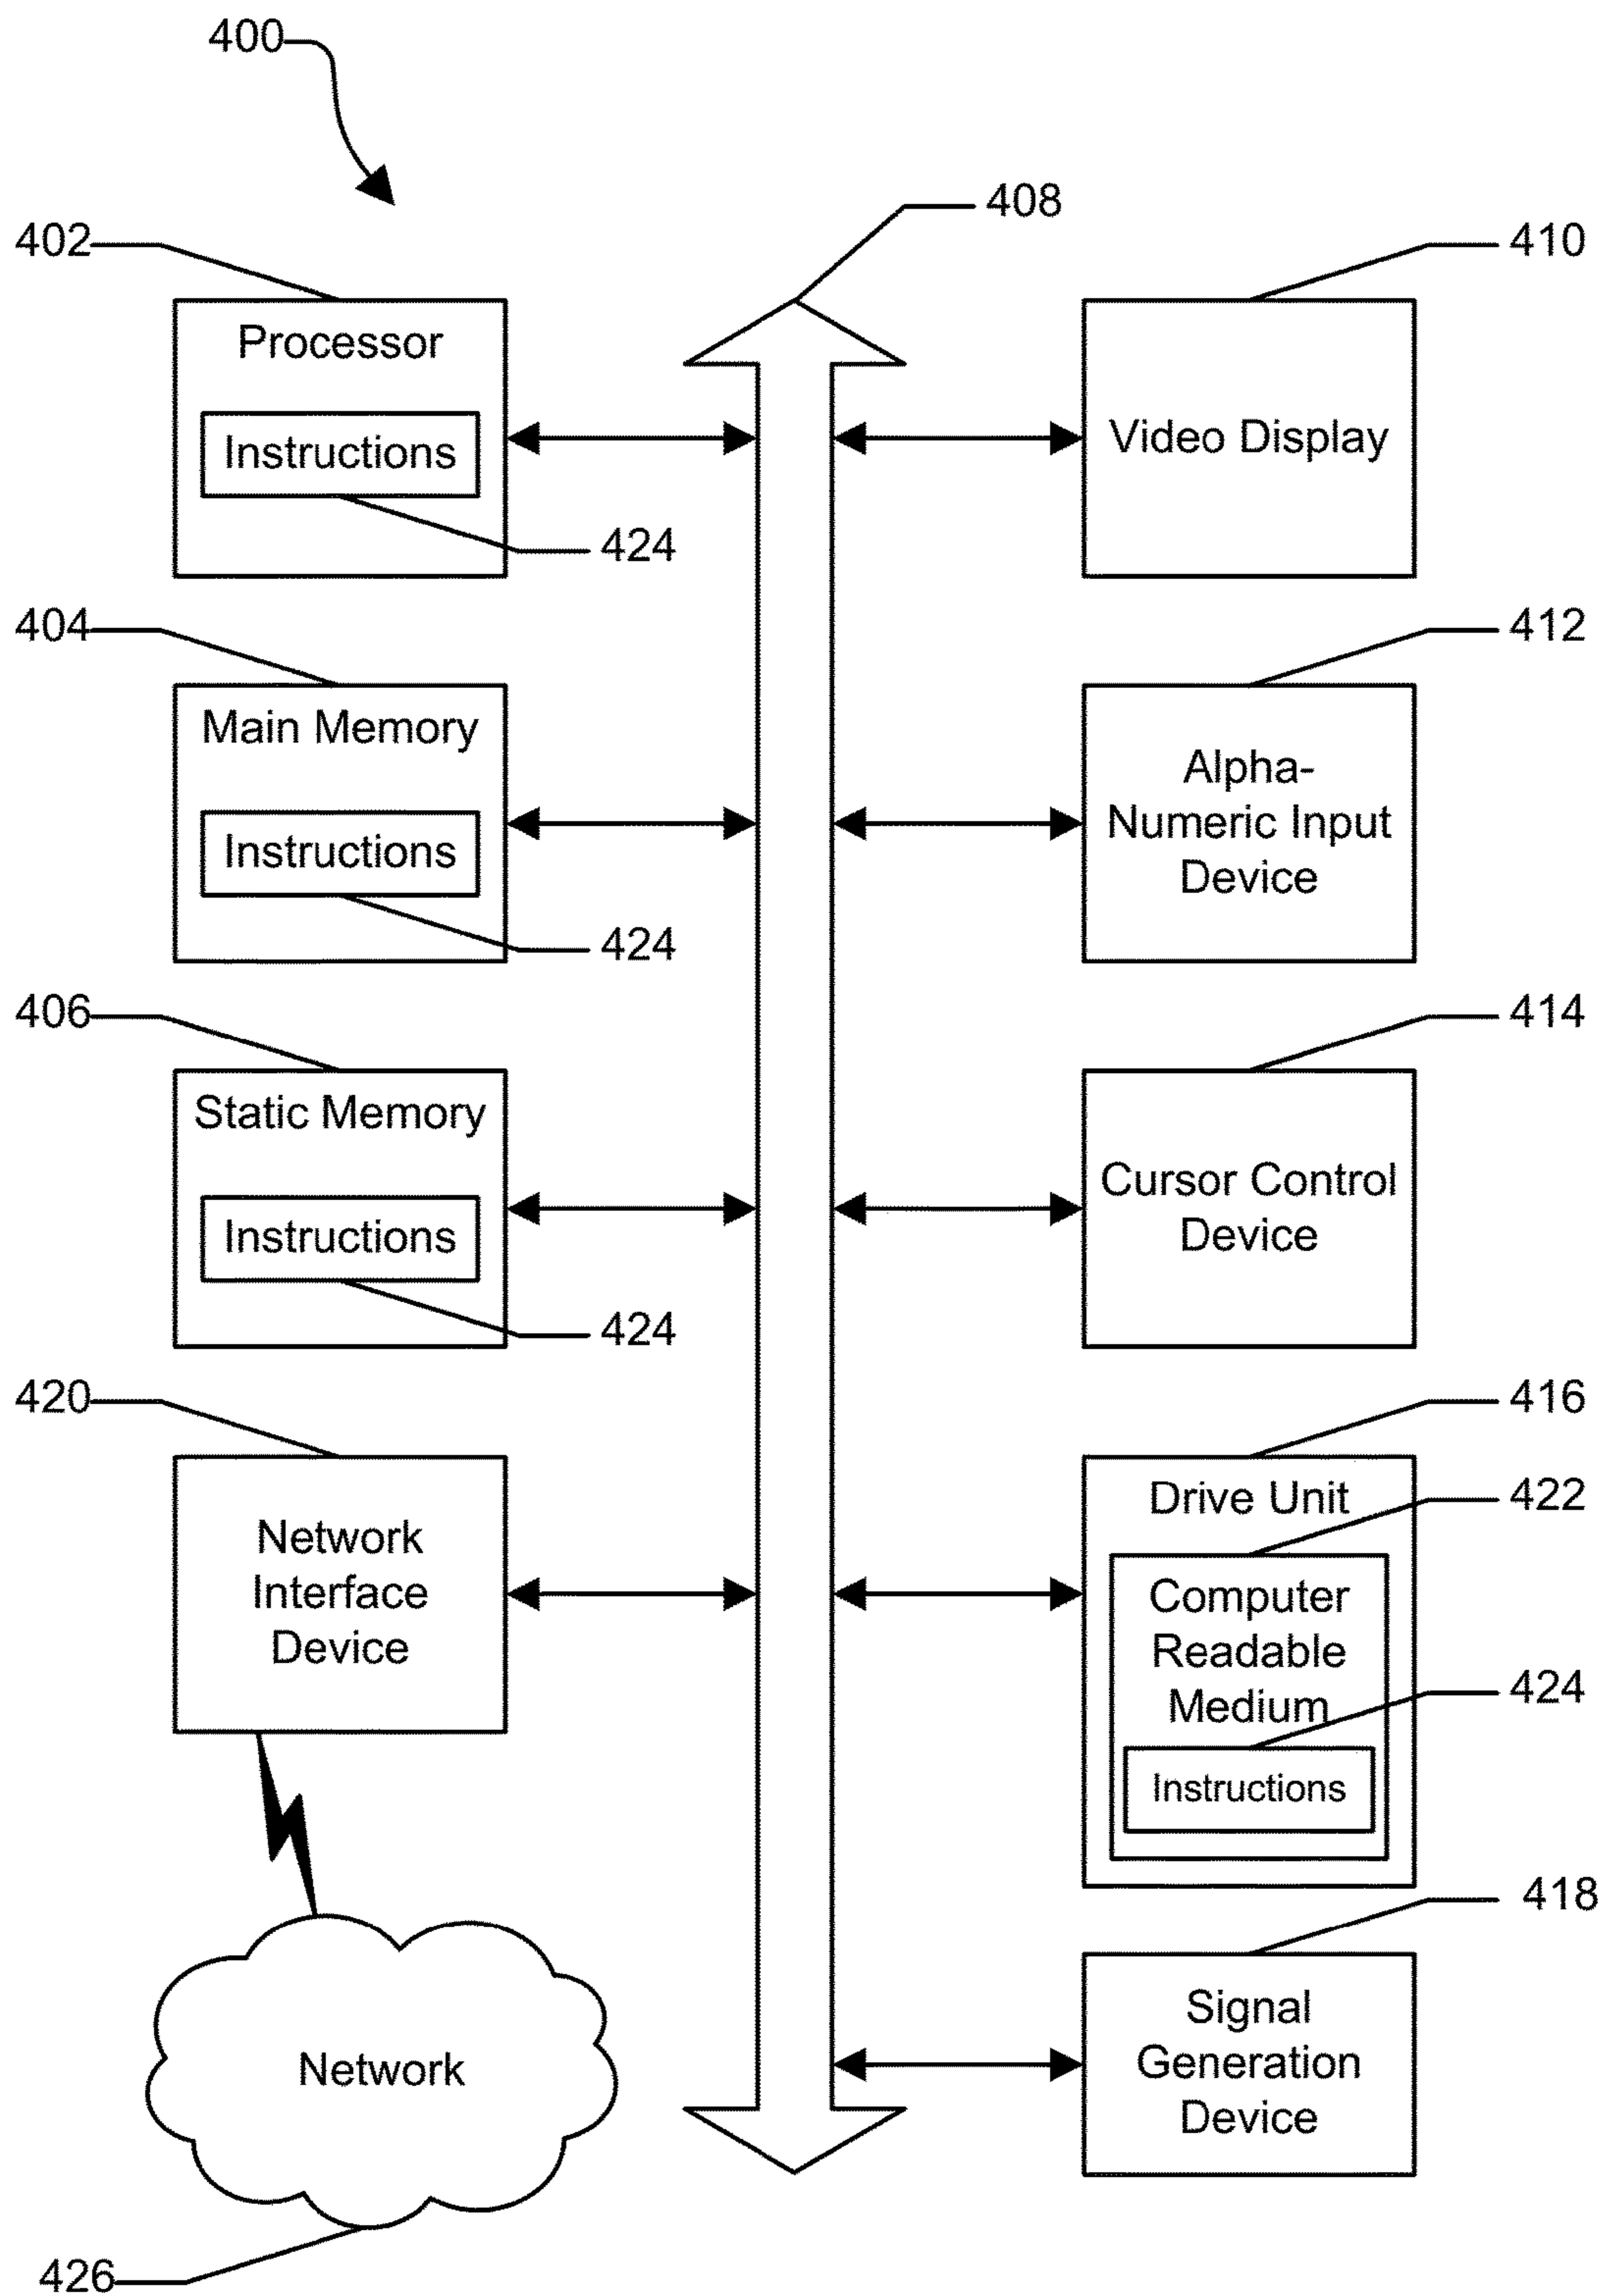 400
408
402
410
Processor
Instructions
424
Video Display
404
412
Main Memory
Instructions
424
Alpha-
Numeric Input
Device
406
414
Static Memory
Instructions
424
Cursor Control
Device
420
416
Network
Interface
Device
Drive Unit
422
Computer
Readable
Medium
424
Instructions
418
Network
Signal
Generation
Device
426